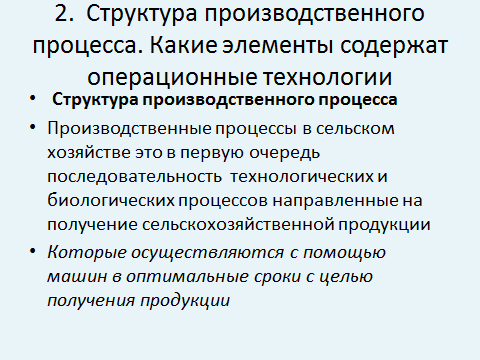 2. Структура производственного
процесса. Какие элементы содержат
операционные технологии
• Структура производственного процесса
• Производственные процессы в сельском
хозяйстве это в первую очередь
последовательность технологических и
биологических процессов направленные на
получение сельскохозяйственной продукции
• Которые осуществляются с помощью
машин в оптимальные сроки с целью
получения продукции